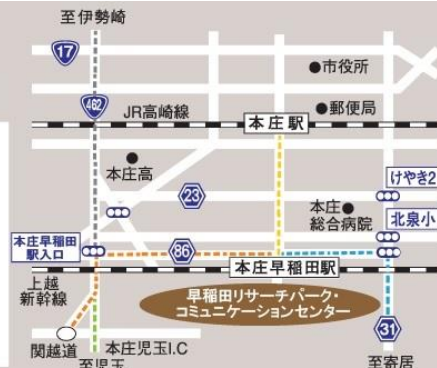 至伊勢崎
17
●市役所
462
●郵便局
JR高崎線
本庄駅
●
本庄高
けやき2
23
本庄●
総合病院
北泉小
本庄早稲田
駅入口
86
本庄早稲田駅
上越
新幹線
早稲田リサーチパーク・
コミュニケーションセンター
31
関越道
本庄児玉I.C
至児玉
至寄居